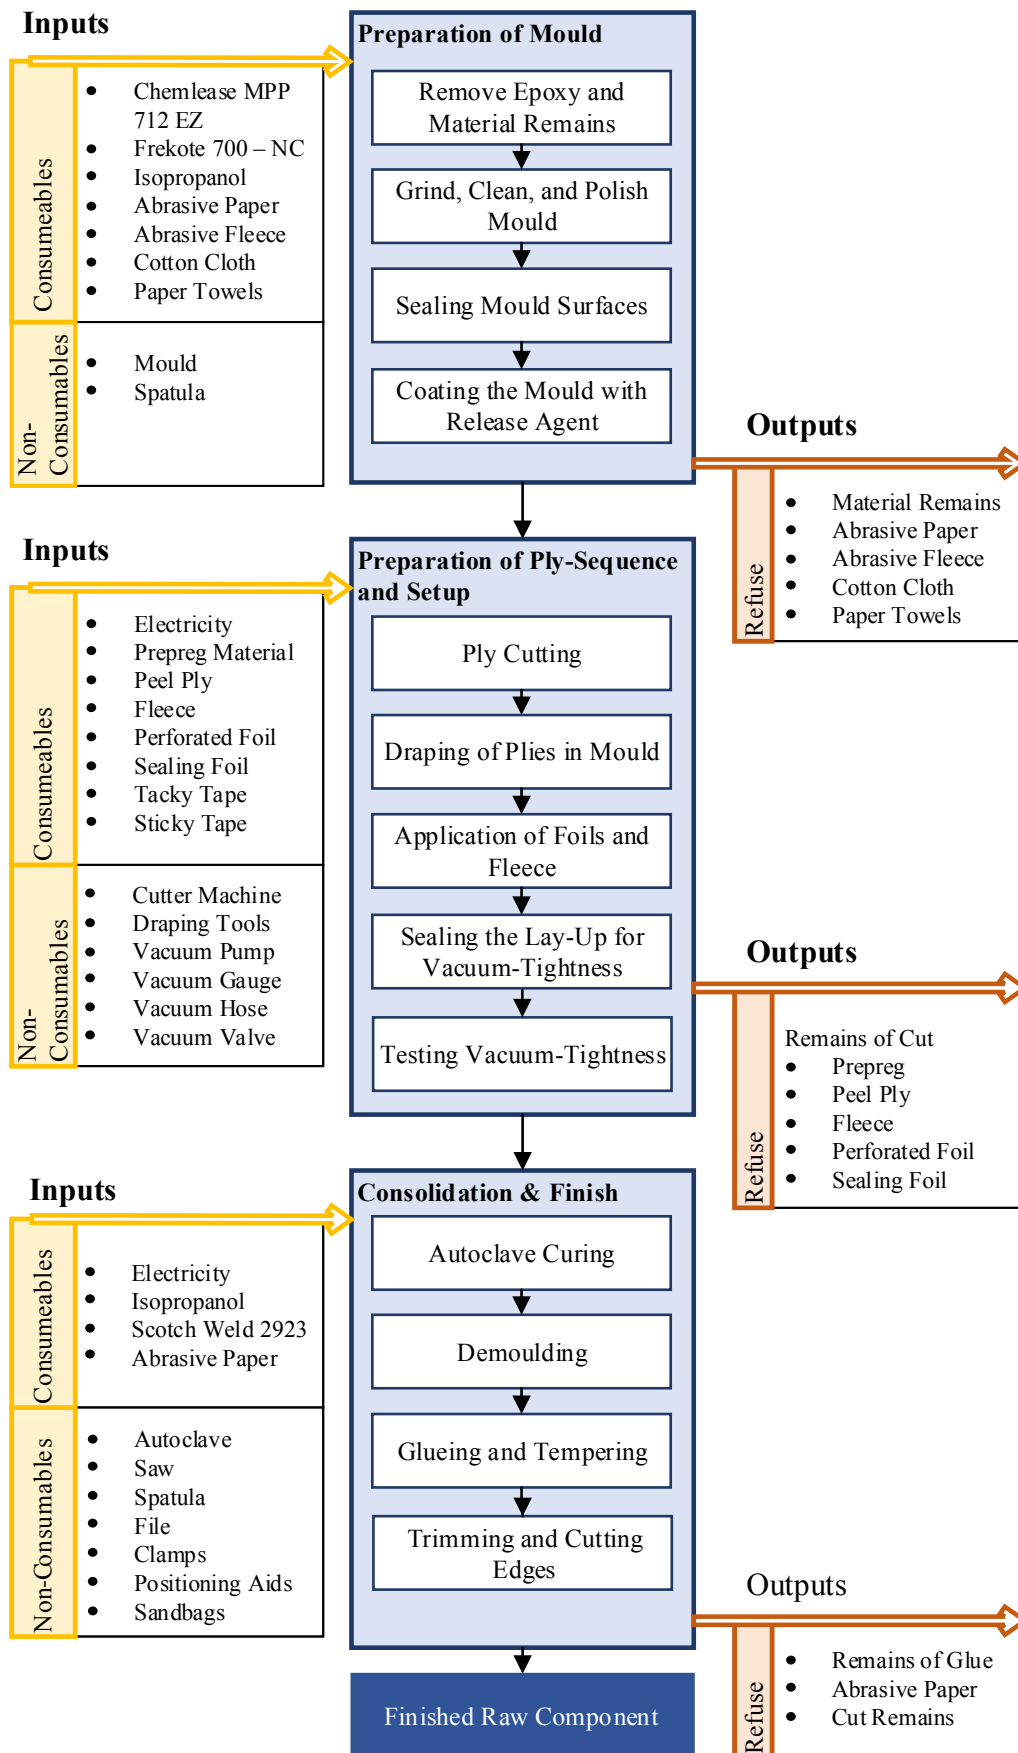 Inputs
Consumeables
Chemlease MPP
712 EZ
Frekote 700 – NC
Isopropanol
Abrasive Paper
Abrasive Fleece
Cotton Cloth
Paper Towels
Non-
Consumables
Mould
Spatula
Preparation of Mould
Remove Epoxy and
Material Remains
Grind, Clean, and Polish
Mould
Sealing Mould Surfaces
Coating the Mould with
Release Agent
Outputs
Refuse
Material Remains
Abrasive Paper
Abrasive Fleece
Cotton Cloth
Paper Towels
Inputs
Consumeables
Electricity
Prepreg Material
Peel Ply
Fleece
Perforated Foil
Sealing Foil
Tacky Tape
Sticky Tape
Non-
Consumables
Cutter Machine
Draping Tools
Vacuum Pump
Vacuum Gauge
Vacuum Hose
Vacuum Valve
Preparation of Ply-Sequence
and Setup
Ply Cutting
Draping of Plies in Mould
Application of Foils and
Fleece
Sealing the Lay-Up for
Vacuum-Tightness
Testing Vacuum-Tightness
Outputs
Refuse
Remains of Cut
Prepreg
Peel Ply
Fleece
Perforated Foil
Sealing Foil
Inputs
Consumeables
Electricity
Isopropanol
Scotch Weld 2923
Abrasive Paper
Non-Consumables
Autoclave
Saw
Spatula
File
Clamps
Positioning Aids
Sandbags
Consolidation & Finish
Autoclave Curing
Demoulding
Glueing and Tempering
Trimming and Cutting
Edges
Outputs
Refuse
Remains of Glue
Abrasive Paper
Cut Remains
Finished Raw Component